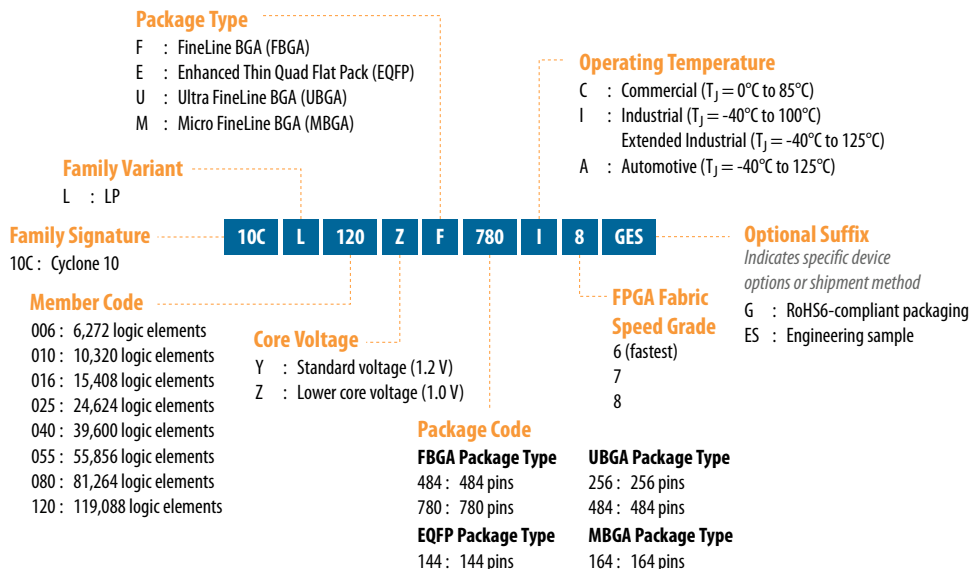 Package Type
F : FineLine BGA (FBGA)
E : Enhanced Thin Quad Flat Pack (EQFP)
U : Ultra FineLine BGA (UBGA)
M : Micro FineLine BGA (MBGA)
Operating Temperature
C : Commercial (TJ = 0°C to 85°C)
I : Industrial (TJ = -40°C to 100°C)
Extended Industrial (TJ = -40°C to 125°C)
A : Automotive (TJ = -40°C to 125°C)
Family Variant
L : LP
Family Signature
10C : Cyclone 10
10C L 120 Z F 780 I 8 GES
Optional Suffix
Indicates specific device
options or shipment method
G : RoHS6-compliant packaging
ES : Engineering sample
Member Code
006 : 6,272 logic elements
010 : 10,320 logic elements
016 : 15,408 logic elements
025 : 24,624 logic elements
040 : 39,600 logic elements
055 : 55,856 logic elements
080 : 81,264 logic elements
120 : 119,088 logic elements
Core Voltage
Y : Standard voltage (1.2 V)
Z : Lower core voltage (1.0 V)
FPGA Fabric
Speed Grade
6 (fastest)
7
8
Package Code
FBGA Package Type
484 : 484 pins
780 : 780 pins
EQFP Package Type
144 : 144 pins
UBGA Package Type
256 : 256 pins
484 : 484 pins
MBGA Package Type
164 : 164 pins